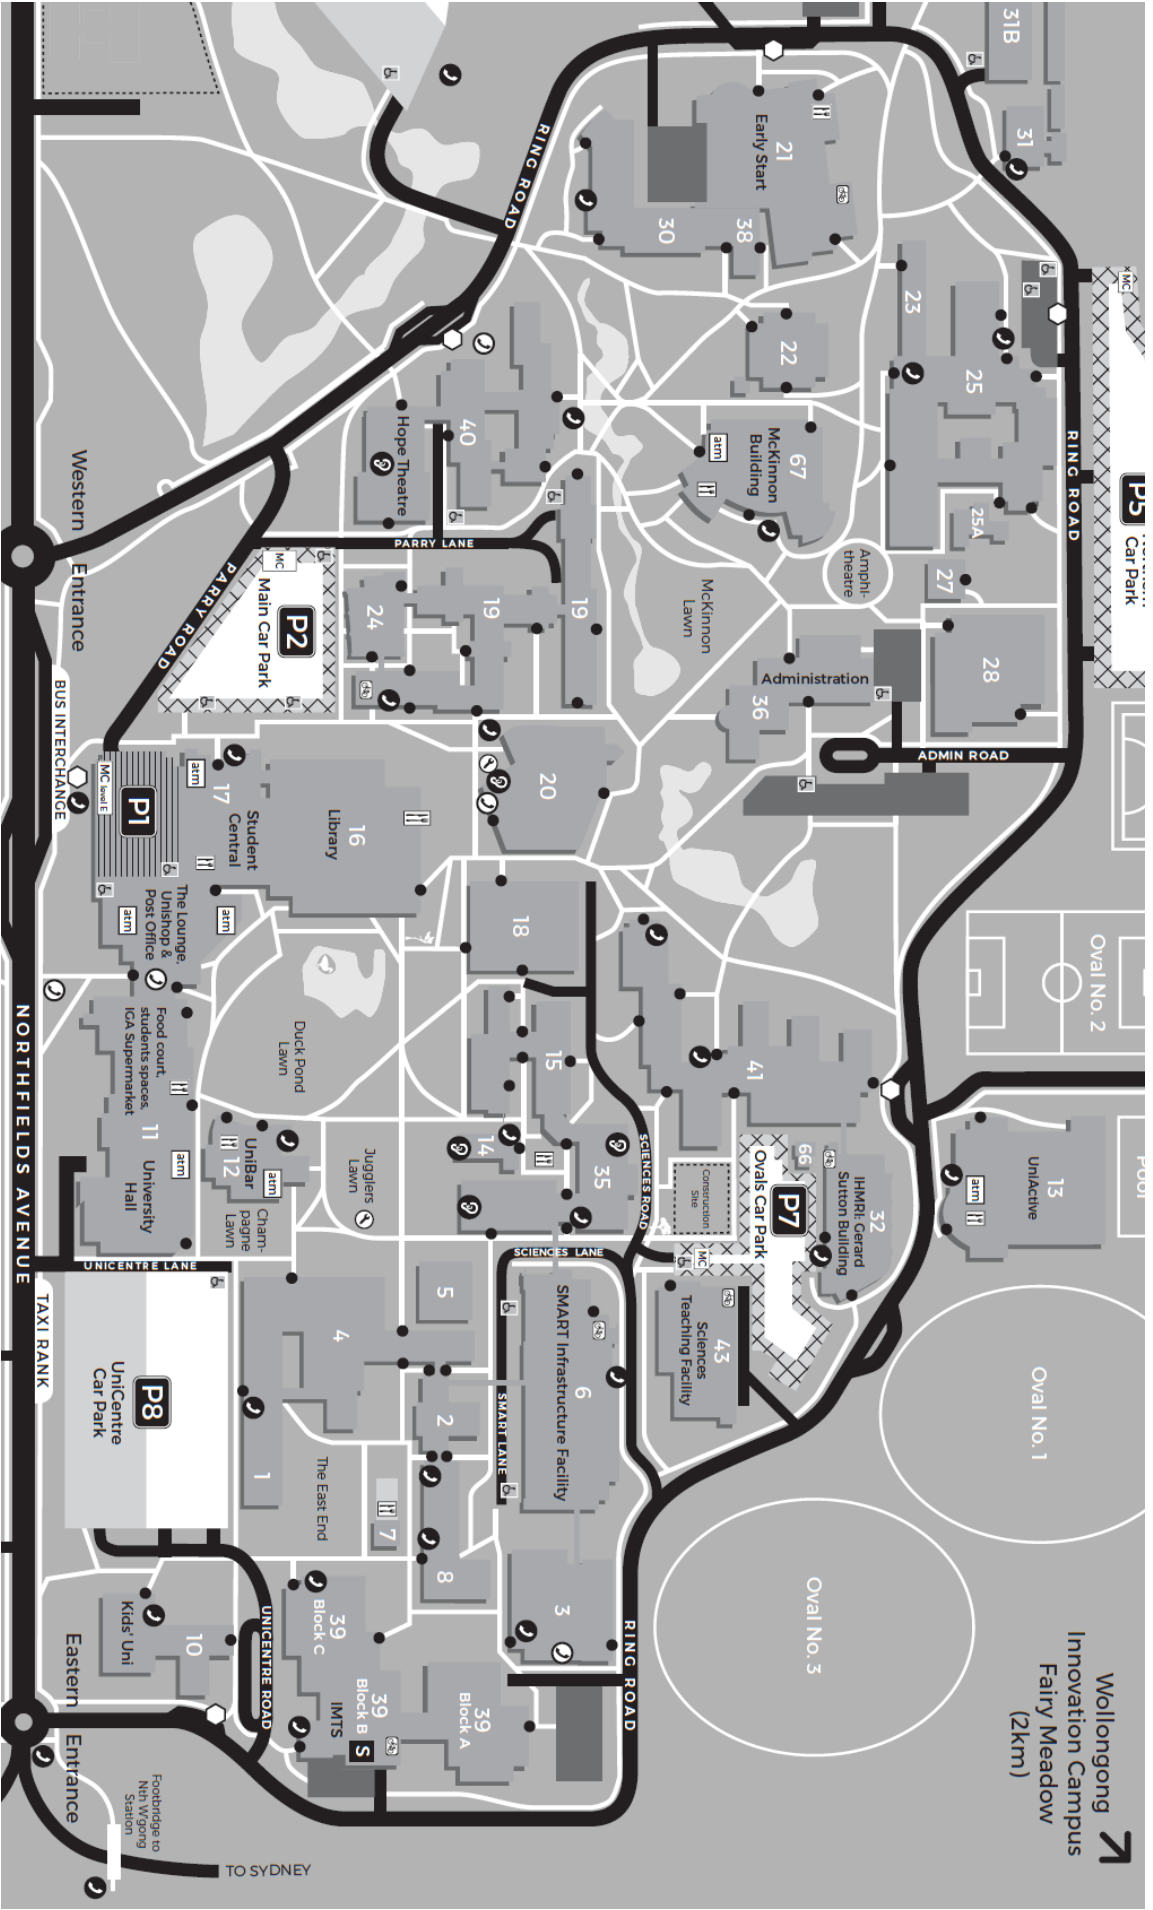 31B
31
RING ROAD
21
Early Start
30
38
23
22
25
MC
P5
Car Park
RING ROAD
40
Hope Theatre
67
McKinnon
Building
atm
25A
27
Amphi-
theatre
Western Entrance
PARRY LANE
PARRY ROAD
MC
P2
Main Car Park
24
19
19
McKinnon
Lawn
28
Administration
36
ADMIN ROAD
BUS INTERCHANGE
MC level E
P1
atm
17
Student
Central
16
Library
20
The Lounge,
Unishop &
Post Office
atm
atm
18
Oval No. 2
NORTHFIELDS AVENUE
Food court,
students spaces,
IGA Supermarket
11
University
Hall
atm
Duck Pond
Lawn
UniBar
12
atm
Jugglers
Lawn
Cham-
pagne
Lawn
15
14
35
SCIENCES ROAD
41
Construction
Site
66
P7
Ovals Car Park
MC
32
IHMRI: Gerard
Sutton Building
13
UniActive
atm
Pool
UNICENTRE LANE
TAXI RANK
P8
UniCentre
Car Park
4
5
SCIENCES LANE
6
SMART Infrastructure Facility
SMART LANE
43
Sciences
Teaching Facility
Oval No. 1
1
2
The East End
7
8
3
Oval No. 3
RING ROAD
Kids' Uni
10
UNICENTRE ROAD
39
Block C
39
Block B
IMTS
S
39
Block A
Eastern Entrance
Footbridge to
Nth W'gong
Station
TO SYDNEY
Wollongong
Innovation Campus
Fairy Meadow
(2km)